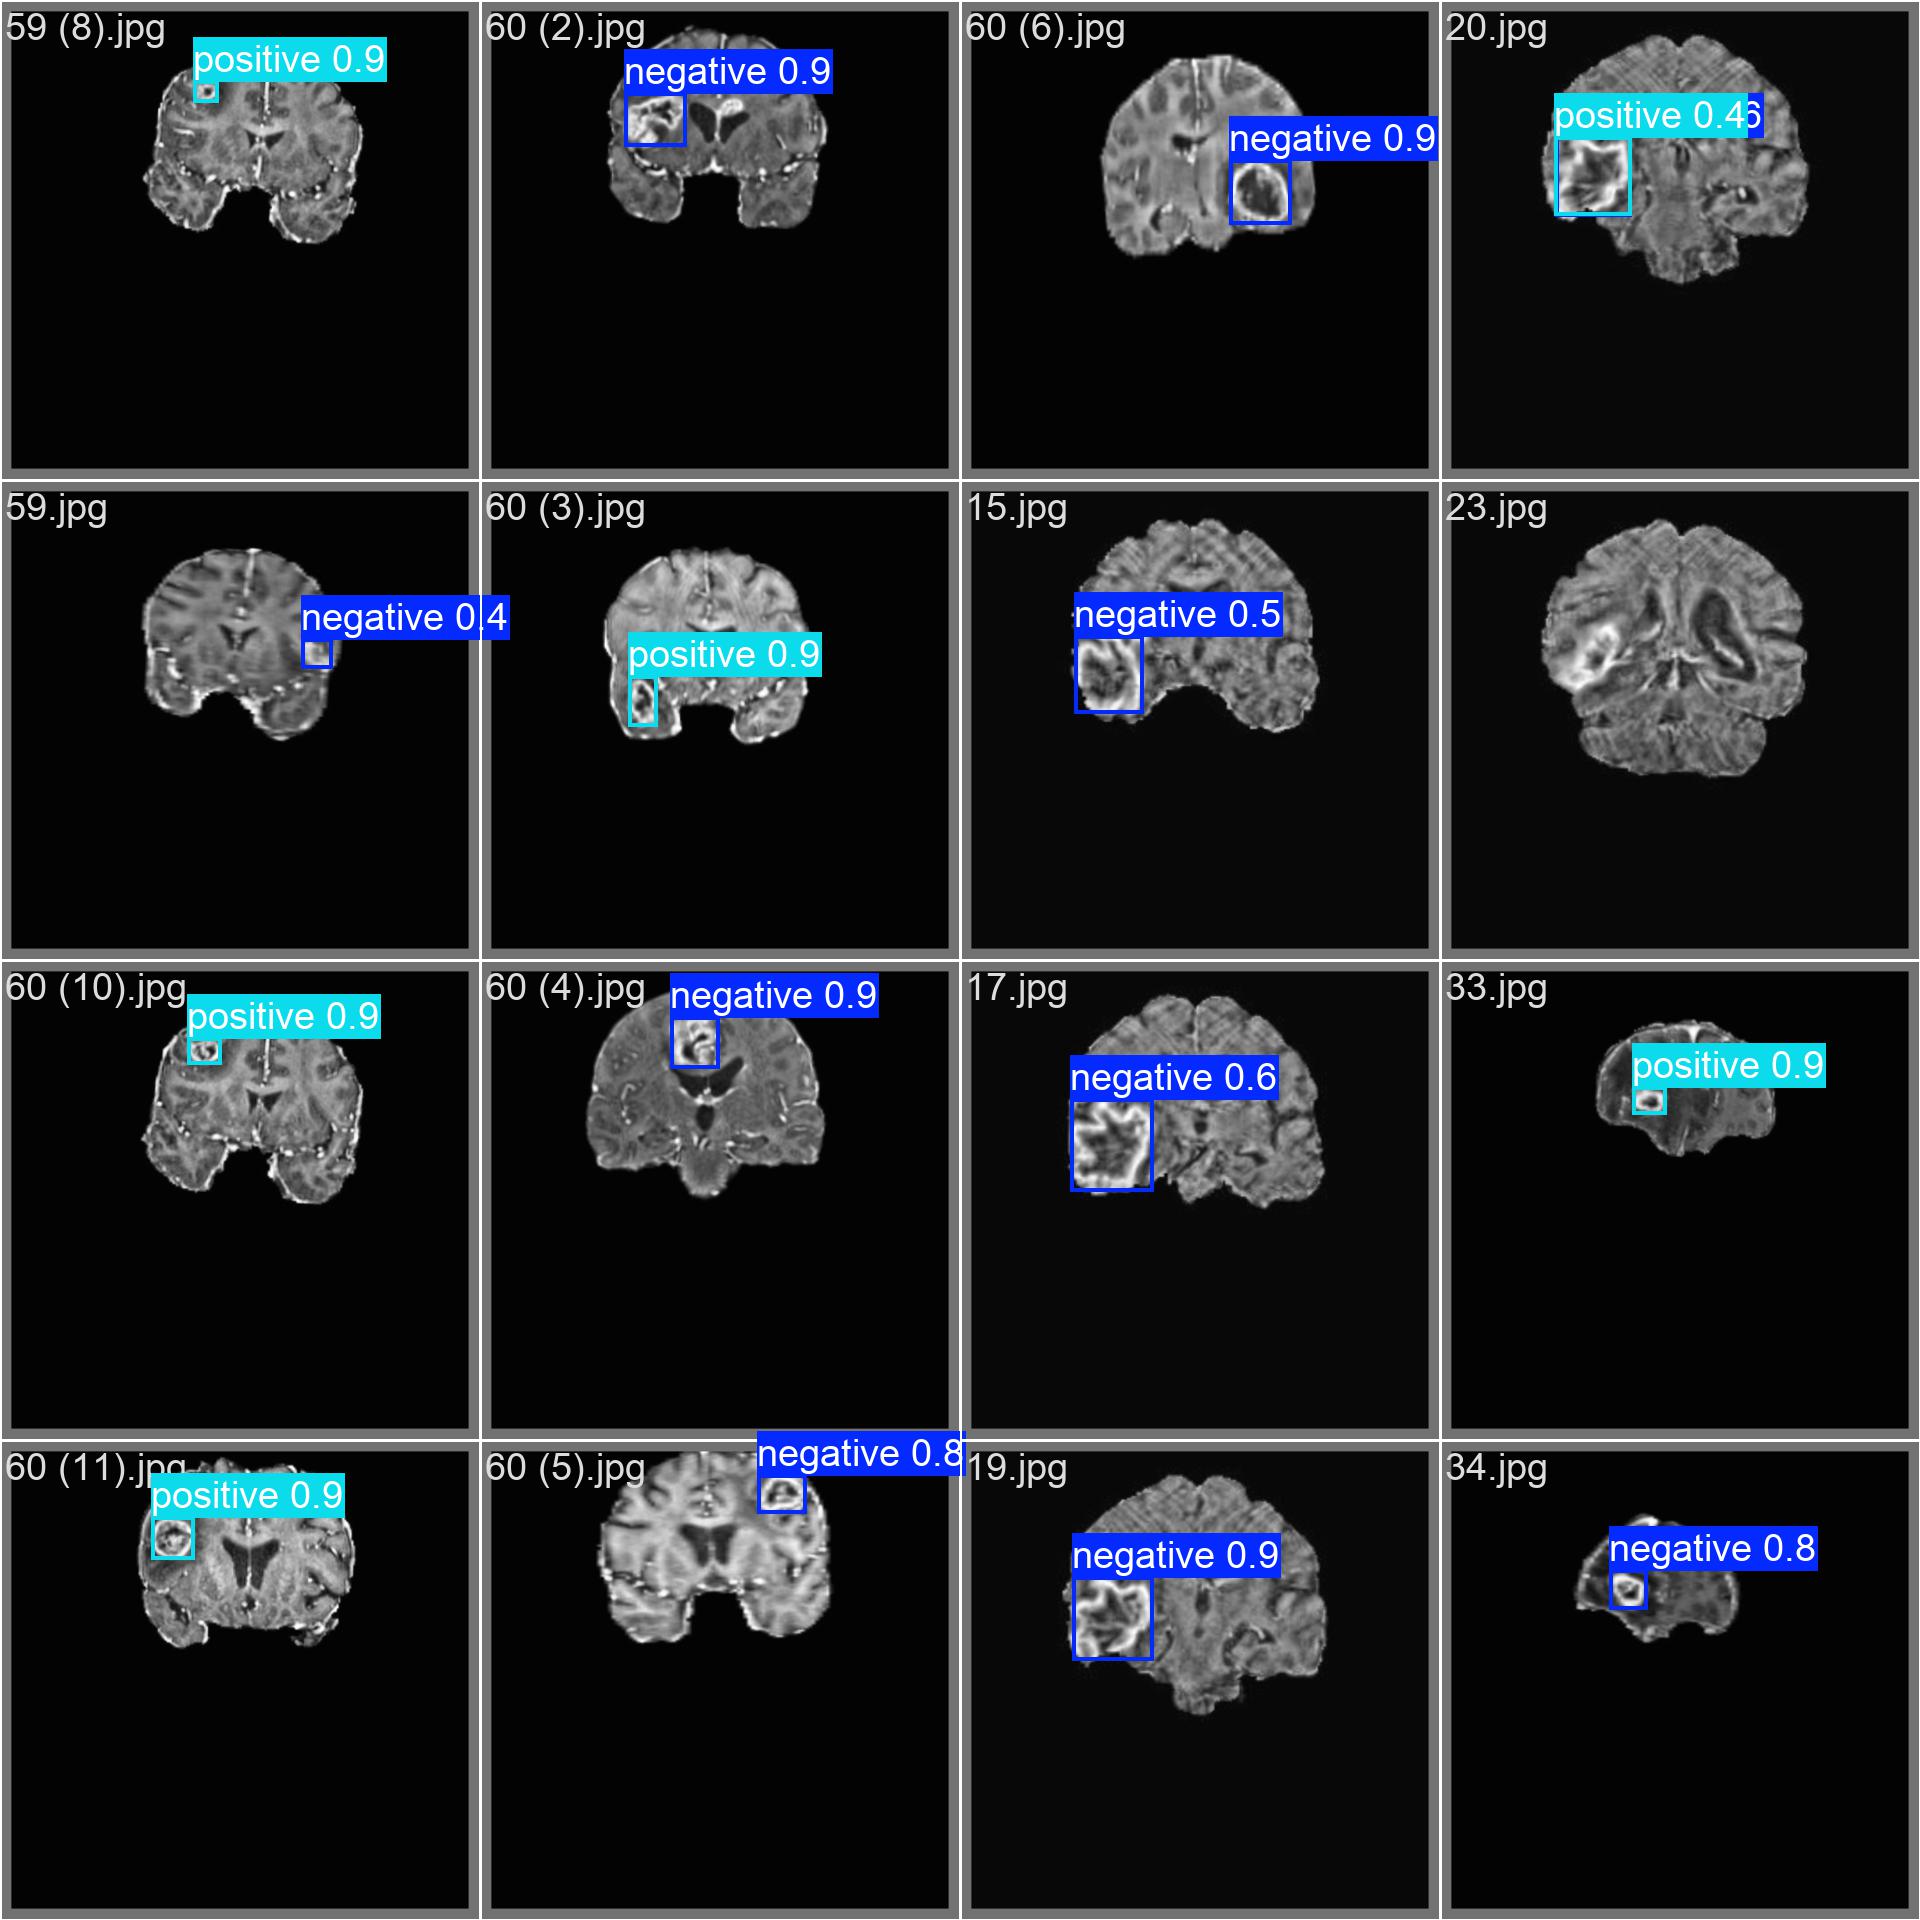 59 (8).jpg
positive 0.9
60 (2).jpg
negative 0.9
60 (6).jpg
negative 0.9
20.jpg
positive 0.4
6
59.jpg
negative 0.4
60 (3).jpg
positive 0.9
15.jpg
negative 0.5
23.jpg
60 (10).jpg
positive 0.9
60 (4).jpg
negative 0.9
17.jpg
negative 0.6
33.jpg
positive 0.9
60 (11).jpg
positive 0.9
60 (5).jpg
negative 0.8
19.jpg
negative 0.9
34.jpg
negative 0.8